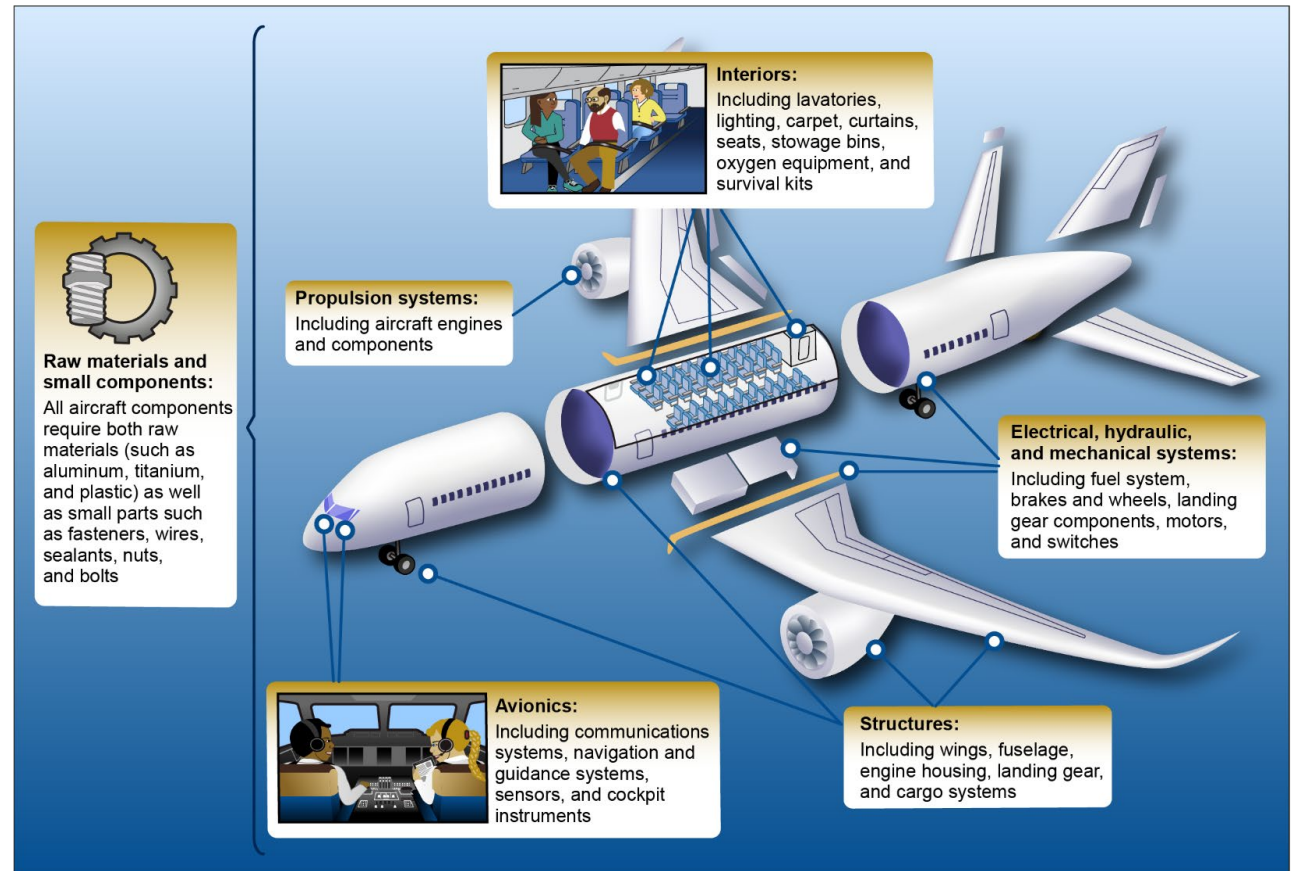 Interiors:
Including lavatories,
lighting, carpet, curtains,
seats, stowage bins,
oxygen equipment, and
survival kits
Propulsion systems:
Including aircraft engines
and components
Raw materials and
small components:
All aircraft components
require both raw
materials (such as
aluminum, titanium,
and plastic) as well
as small parts such
as fasteners, wires,
sealants, nuts,
and bolts
Electrical, hydraulic,
and mechanical systems:
Including fuel system,
brakes and wheels, landing
gear components, motors,
and switches
Avionics:
Including communications
systems, navigation and
guidance systems,
sensors, and cockpit
instruments
Structures:
Including wings, fuselage,
engine housing, landing gear,
and cargo systems